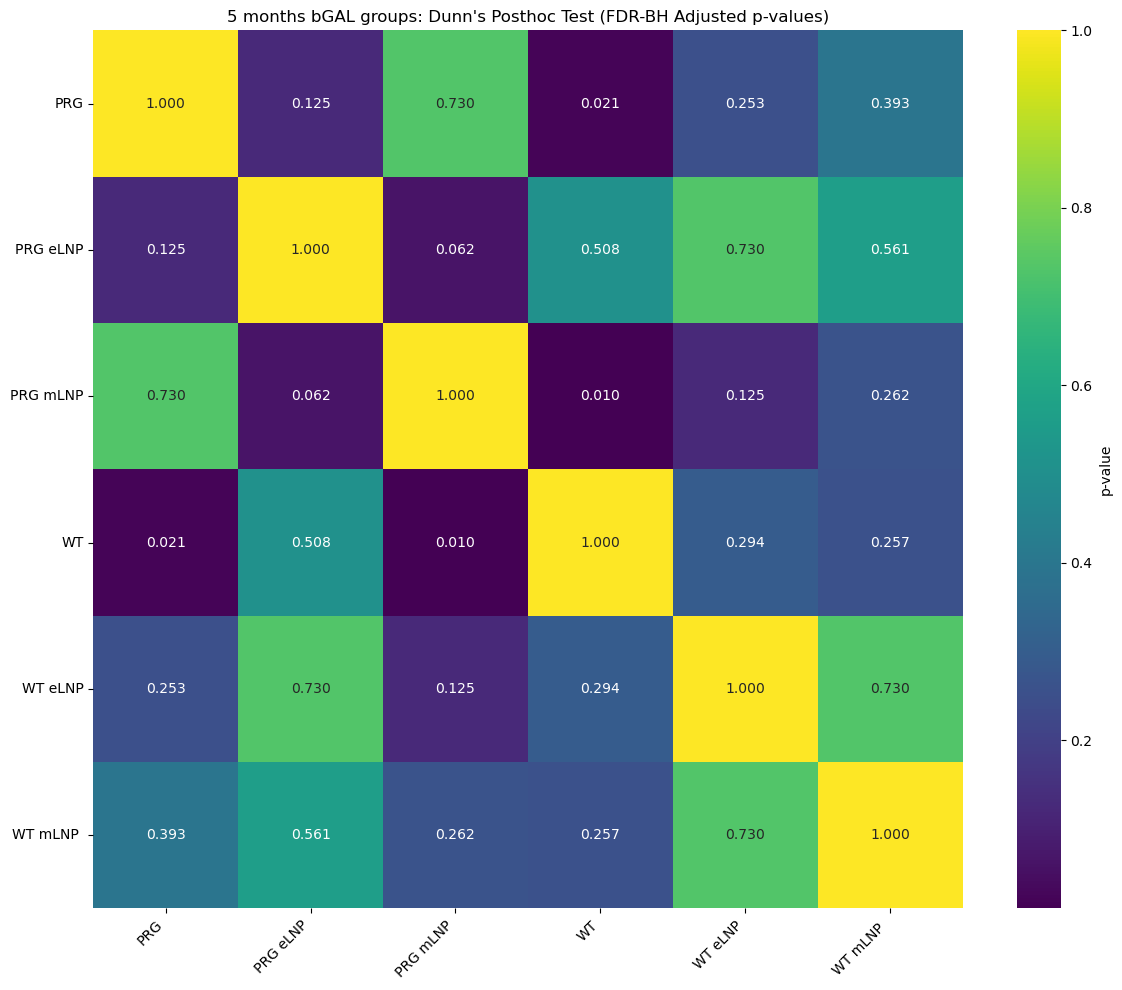 5 months bGAL groups: Dunn's Posthoc Test (FDR-BH Adjusted p-values)
PRG 1.000 0.125 0.730 0.021 0.253 0.393
PRG eLNP 0.125 1.000 0.062 0.508 0.730 0.561
PRG mLNP 0.730 0.062 1.000 0.010 0.125 0.262
WT 0.021 0.508 0.010 1.000 0.294 0.257
WT eLNP 0.253 0.730 0.125 0.294 1.000 0.730
WT mLNP 0.393 0.561 0.262 0.257 0.730 1.000
PRG PRG eLNP PRG mLNP WT WT eLNP WT mLNP
1.0
0.8
0.6
0.4
0.2
p-value